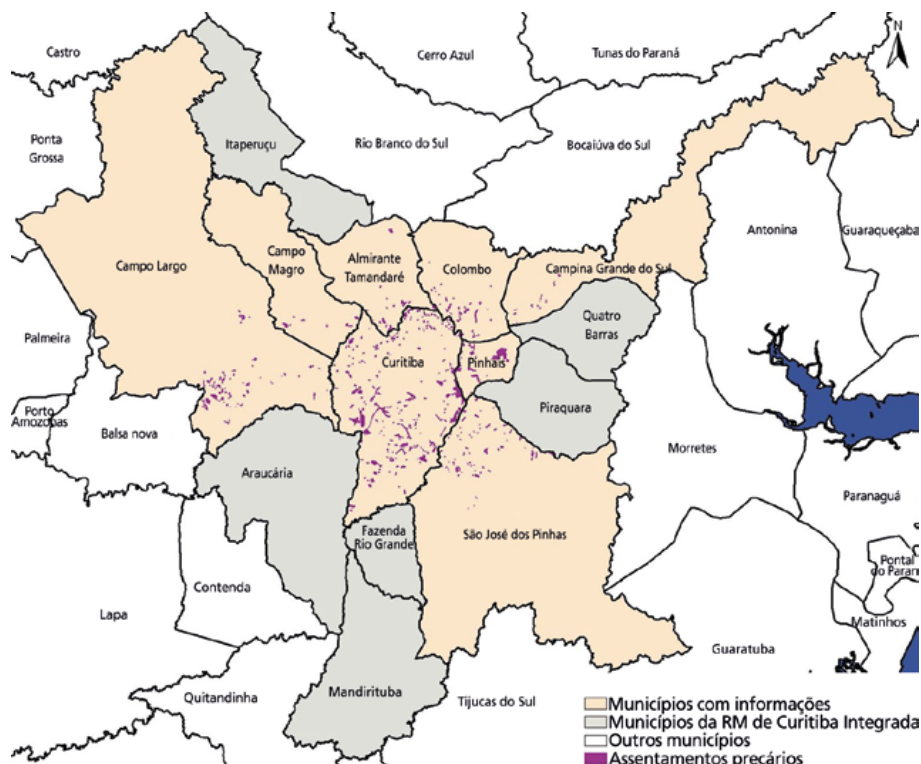 N
Castro
Cerro Azul
Tunas do Paraná
Ponta
Grossa
Itaperuçu
Rio Branco do Sul
Bocaiúva do Sul
Antonina
Guaraqueçaba
Campo Largo
Campo
Magro
Almirante
Tamandaré
Colombo
Campina Grande do Sul
Quatro
Barras
Palmeira
Curitiba
Pinhais
Piraquara
Porto
Amozonas
Balsa nova
Morretes
Araucária
Paranaguá
Fazenda
Rio Grande
São José dos Pinhas
Pontal
do Paran
Contenda
Lapa
Matinhos
Guaratuba
Quitandinha
Mandirituba
Tijucas do Sul
Municípios com informações
Municípios da RM de Curitiba Integrada
Outros municípios
Assentamentos precários